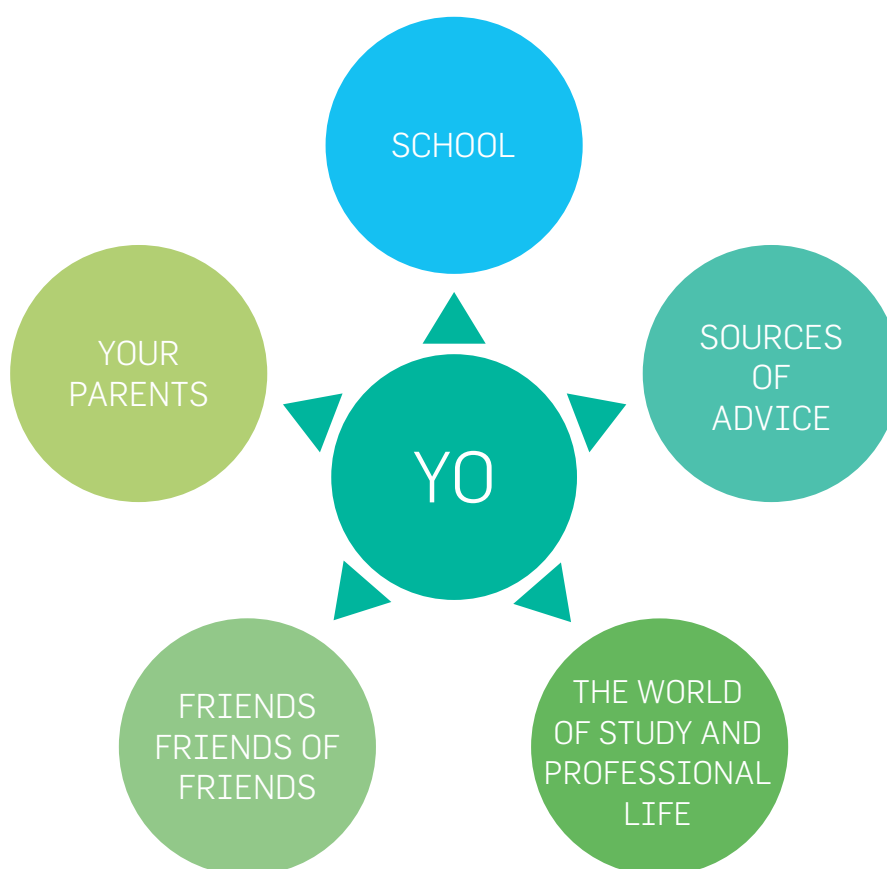 SCHOOL
YOUR
PARENTS
SOURCES
OF
ADVICE
YO
FRIENDS
FRIENDS OF
FRIENDS
THE WORLD
OF STUDY AND
PROFESSIONAL
LIFE